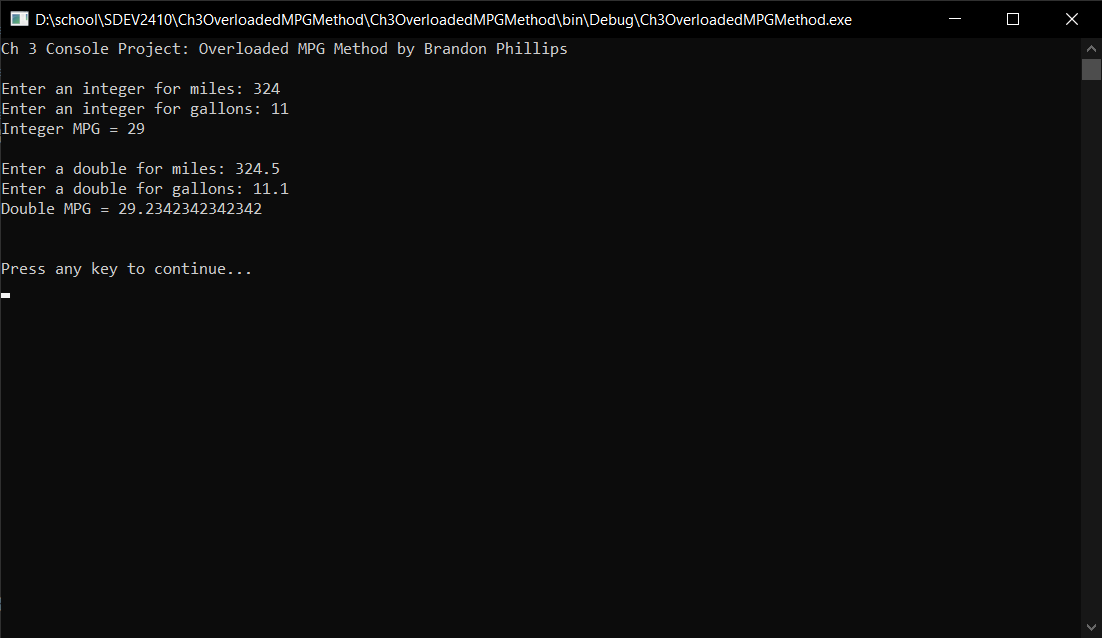 D:\school\SDEV2410\Ch3OverloadedMPGMethod\Ch3OverloadedMPGMethod\bin\Debug\Ch3OverloadedMPGMethod.exe
Ch 3 Console Project: Overloaded MPG Method by Brandon Phillips
Enter an integer for miles: 324
Enter an integer for gallons: 11
Integer MPG = 29
Enter a double for miles: 324.5
Enter a double for gallons: 11.1
Double MPG = 29.2342342342342
Press any key to continue...